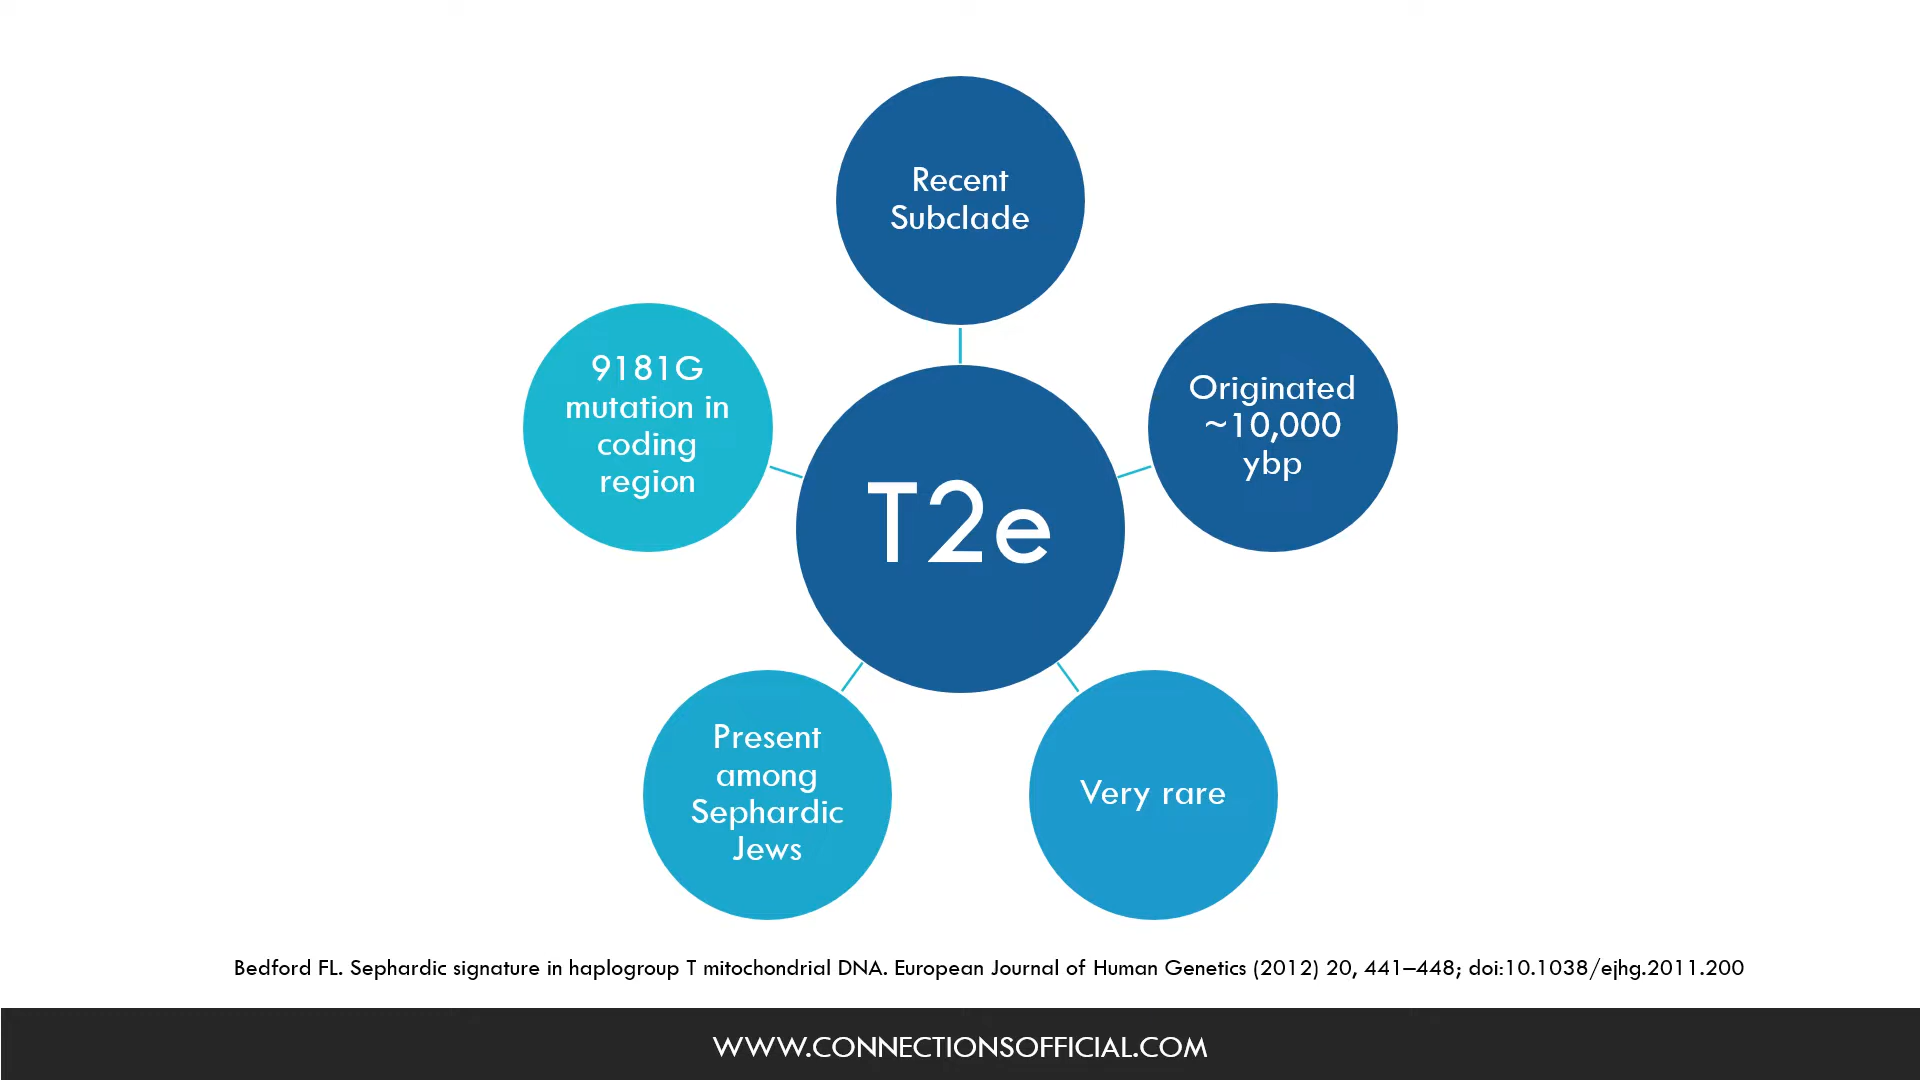 Recent
Subclade
9181G
mutation in
coding
region
Originated
~10,000
ybp
T2e
Present
among
Sephardic
Jews
Very rare
Bedford FL. Sephardic signature in haplogroup T mitochondrial DNA. European Journal of Human Genetics (2012) 20, 441–448; doi:10.1038/ejhg.2011.200
WWW.CONNECTIONSOFFICIAL.COM